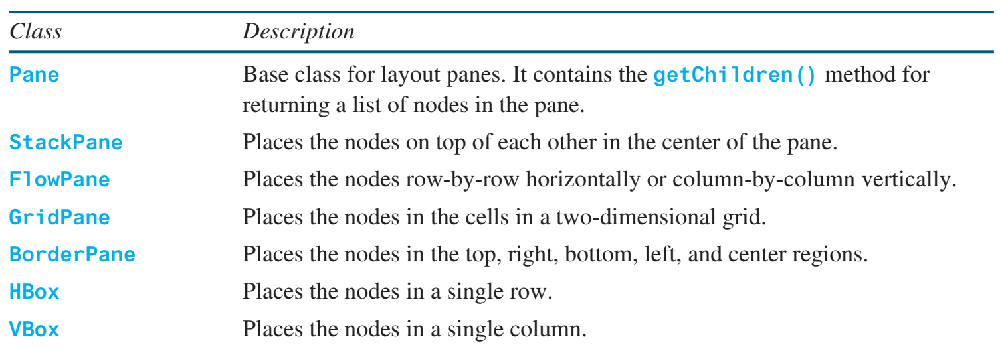 Class Description
Pane Base class for layout panes. It contains the getChildren() method for
returning a list of nodes in the pane.
StackPane Places the nodes on top of each other in the center of the pane.
FlowPane Places the nodes row-by-row horizontally or column-by-column vertically.
GridPane Places the nodes in the cells in a two-dimensional grid.
BorderPane Places the nodes in the top, right, bottom, left, and center regions.
HBox Places the nodes in a single row.
VBox Places the nodes in a single column.